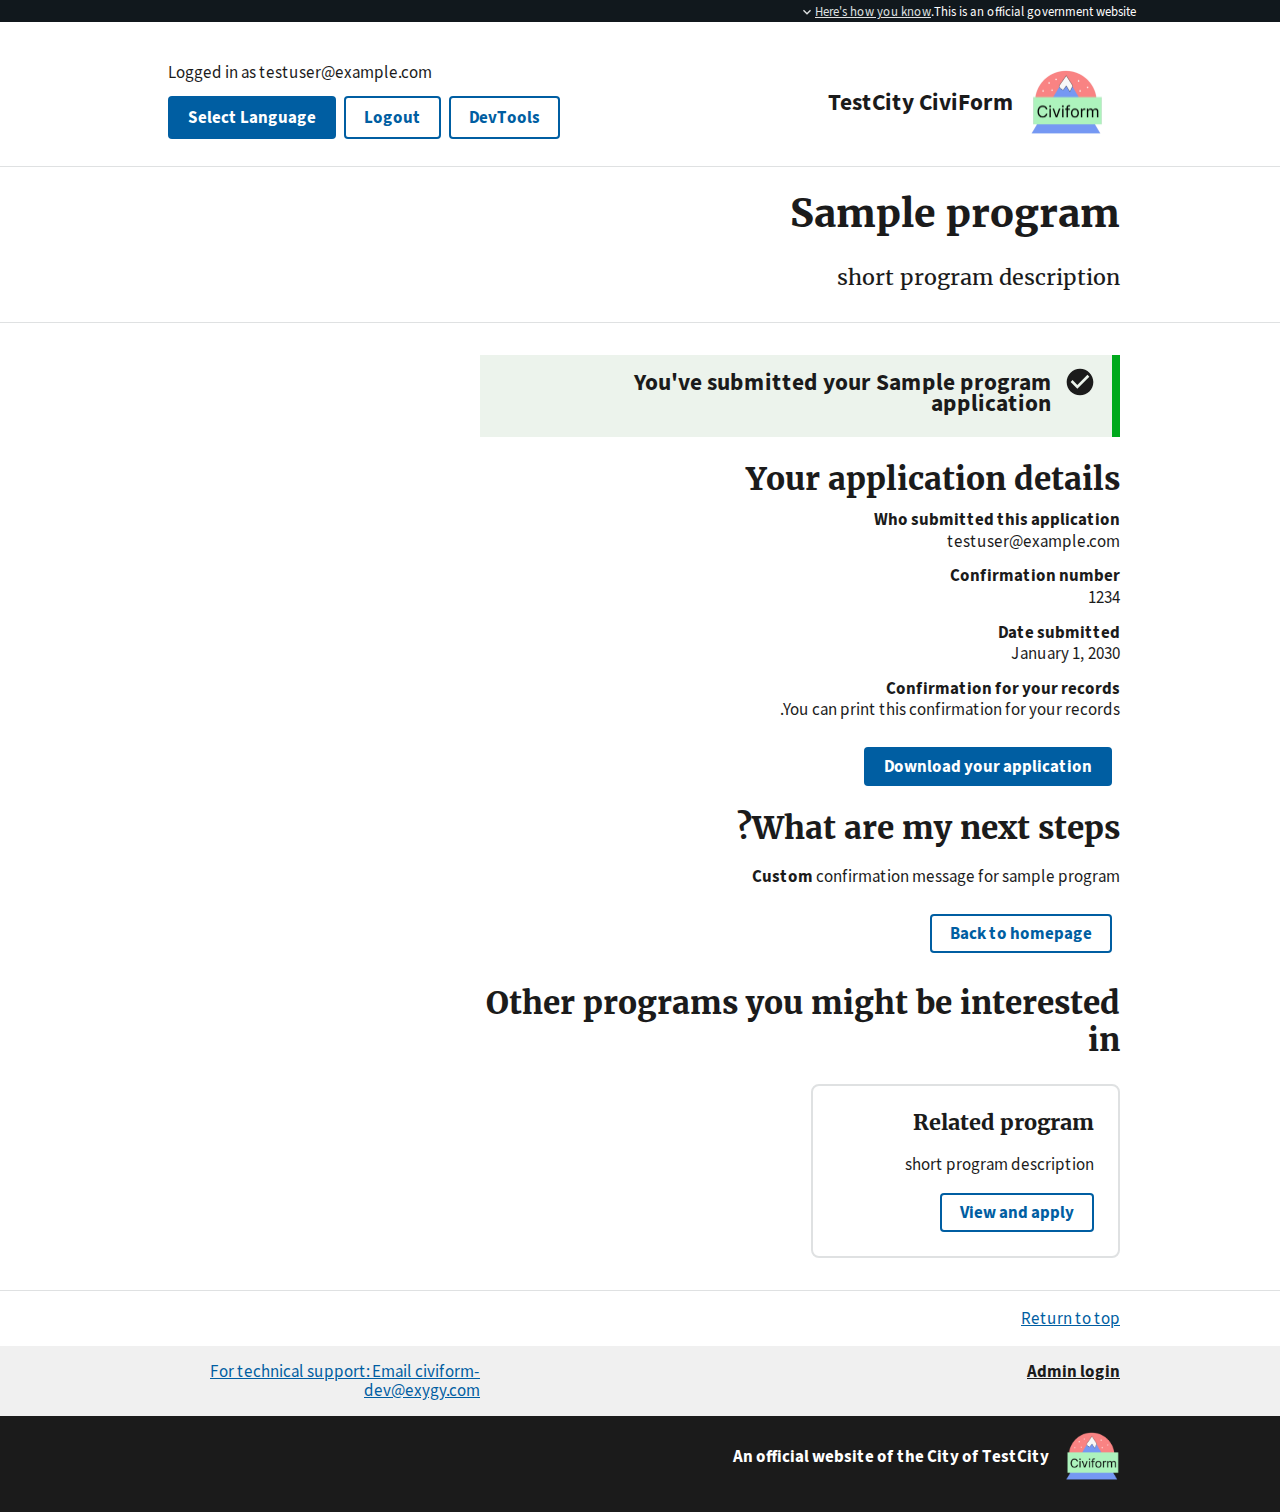 Here's how you know.This is an official government website
Logged in as testuser@example.com
Select Language
Logout
DevTools
TestCity CiviForm
Civiform
Sample program
short program description
You've submitted your Sample program
application
Your application details
Who submitted this application
testuser@example.com
Confirmation number
1234
Date submitted
January 1, 2030
Confirmation for your records
.You can print this confirmation for your records
Download your application
?What are my next steps
Custom confirmation message for sample program
Back to homepage
Other programs you might be interested
in
Related program
short program description
View and apply
Return to top
For technical support: Email civiform-
dev@exygy.com
Admin login
An official website of the City of TestCity
Civiform